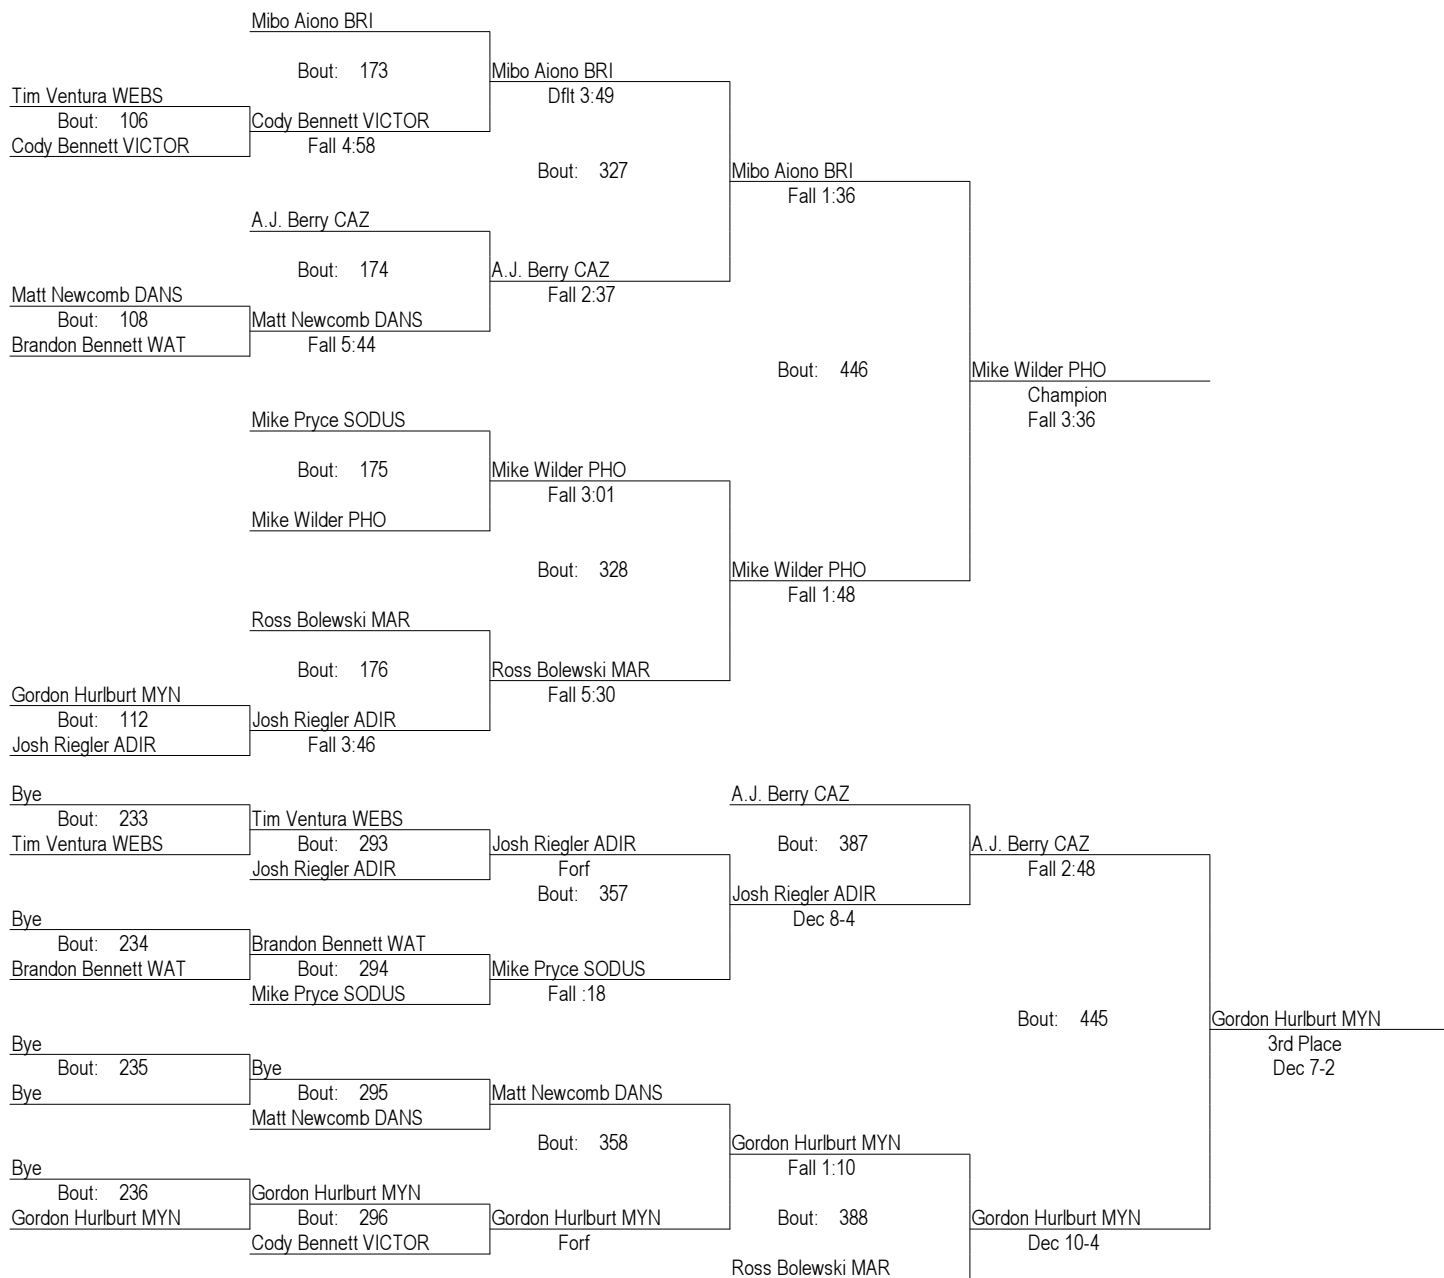 Mibo Aiono BRI
Bout: 173
Mibo Aiono BRI
Tim Ventura WEBS
Dflt 3:49
Bout: 106
Cody Bennett VICTOR
Cody Bennett VICTOR
Fall 4:58
Bout: 327
Mibo Aiono BRI
Fall 1:36
A.J. Berry CAZ
Bout: 174
A.J. Berry CAZ
Matt Newcomb DANS
Fall 2:37
Bout: 108
Matt Newcomb DANS
Brandon Bennett WAT
Fall 5:44
Bout: 446
Mike Wilder PHO
Champion
Mike Pryce SODUS
Fall 3:36
Bout: 175
Mike Wilder PHO
Fall 3:01
Mike Wilder PHO
Bout: 328
Mike Wilder PHO
Fall 1:48
Ross Bolewski MAR
Bout: 176
Ross Bolewski MAR
Gordon Hurlburt MYN
Fall 5:30
Bout: 112
Josh Riegler ADIR
Josh Riegler ADIR
Fall 3:46
Bye
A.J. Berry CAZ
Bout: 233
Tim Ventura WEBS
Tim Ventura WEBS
Bout: 293
Josh Riegler ADIR
Bout: 387
A.J. Berry CAZ
Josh Riegler ADIR
Forf
Fall 2:48
Bout: 357
Josh Riegler ADIR
Bye
Dec 8-4
Bout: 234
Brandon Bennett WAT
Brandon Bennett WAT
Bout: 294
Mike Pryce SODUS
Mike Pryce SODUS
Fall :18
Bout: 445
Gordon Hurlburt MYN
Bye
3rd Place
Bout: 235
Bye
Dec 7-2
Bye
Bout: 295
Matt Newcomb DANS
Matt Newcomb DANS
Bout: 358
Gordon Hurlburt MYN
Bye
Fall 1:10
Bout: 236
Gordon Hurlburt MYN
Gordon Hurlburt MYN
Bout: 296
Gordon Hurlburt MYN
Bout: 388
Gordon Hurlburt MYN
Cody Bennett VICTOR
Forf
Dec 10-4
Ross Bolewski MAR